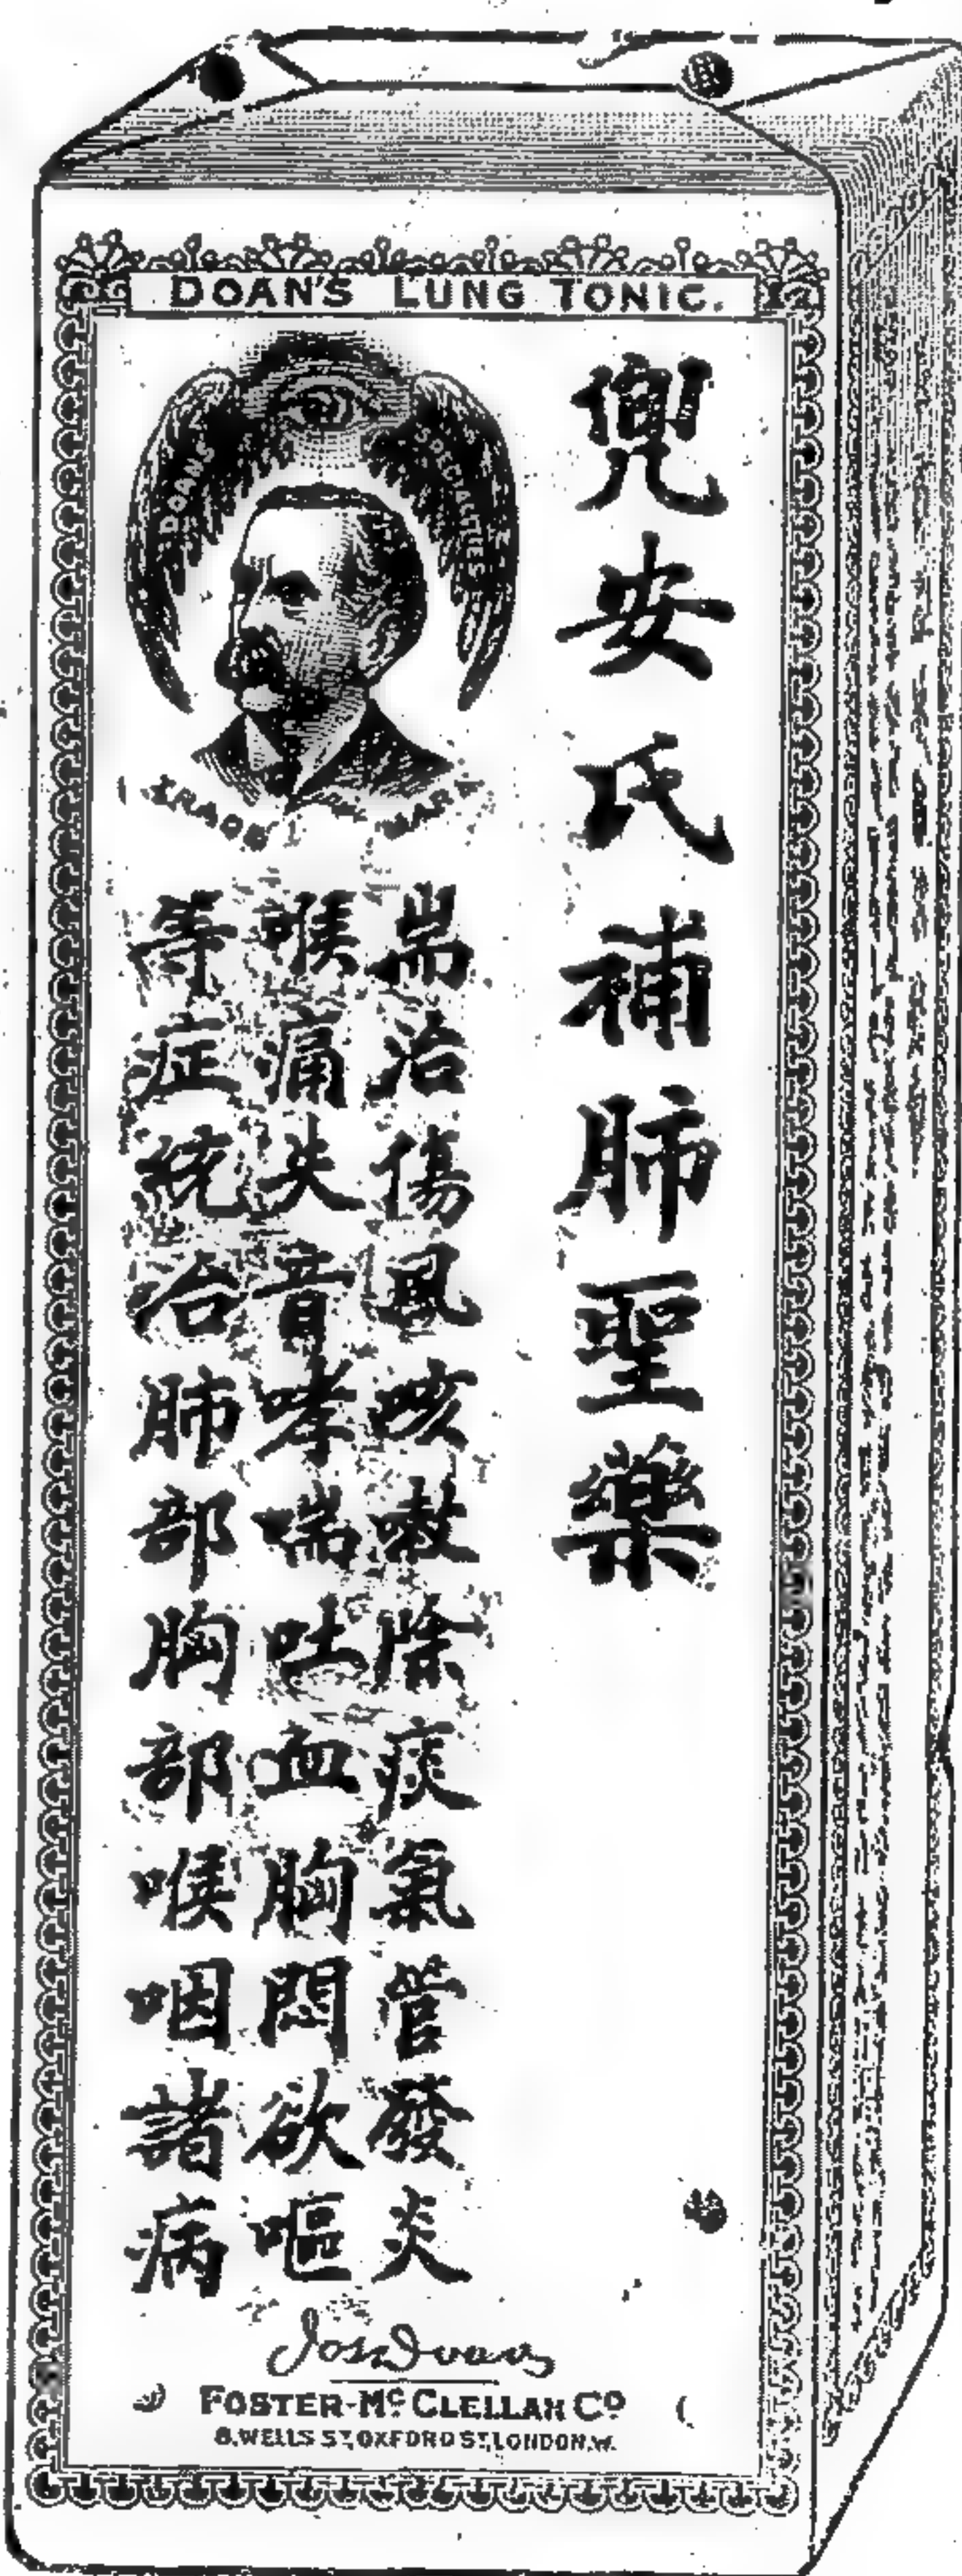 DOAN'S LUNG TONIC.
DOANS SPECIALTIES
TRADE MARK
兜安氏補肺聖藥
耑治傷風咳嗽除痰氣管發炎
喉痛失音哮喘吐血胸悶欲嘔
等症統治肺部胸部喉咽諸病
Jos Doan
FOSTER-McCLELLAN CO
8, WELLS ST, OXFORD ST, LONDON, W.